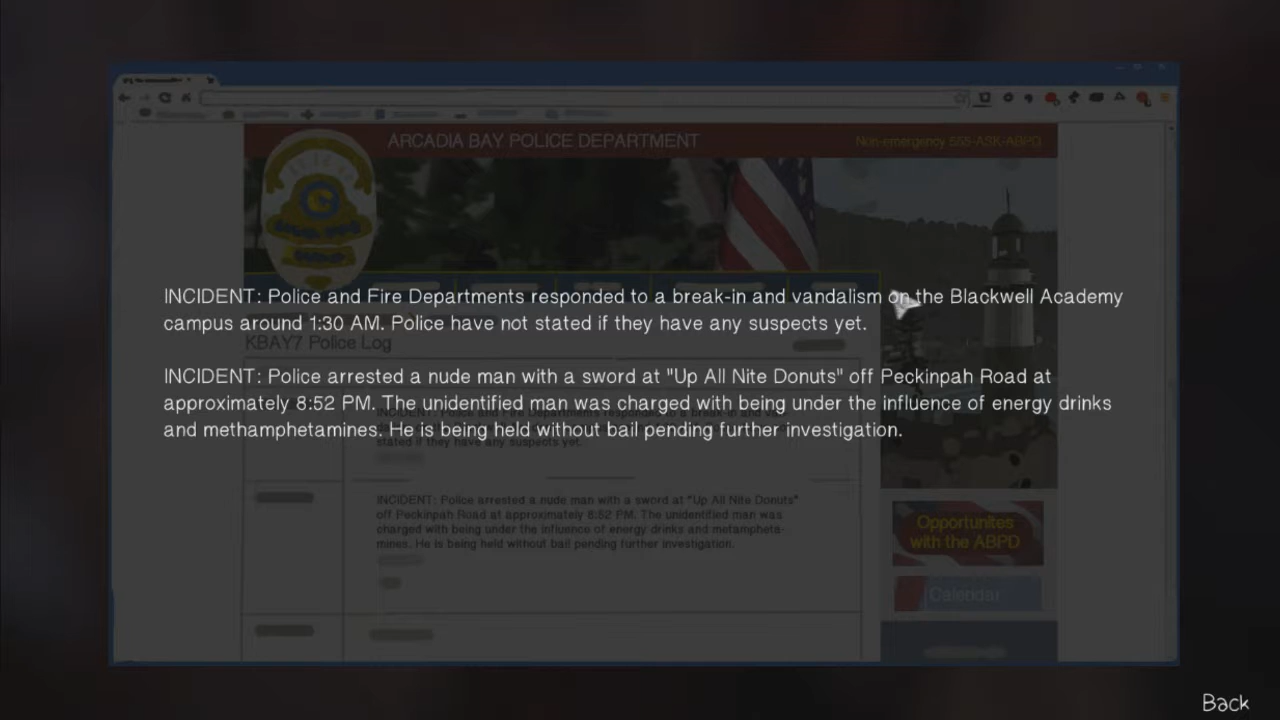 ARCADIA BAY POLICE DEPARTMENT
Non-emergency 555-ASK-ABPD
INCIDENT: Police and Fire Departments responded to a break-in and vandalism on the Blackwell Academy
campus around 1:30 AM. Police have not stated if they have any suspects yet.
KBAY7 Police Log
INCIDENT: Police arrested a nude man with a sword at "Up All Nite Donuts" off Peckinpah Road at
approximately 8:52 PM. The unidentified man was charged with being under the influence of energy drinks
and methamphetamines. He is being held without bail pending further investigation.
stated if they have any suspects yet.
INCIDENT: Police arrested a nude man with a sword at "Up All Nite Donuts"
off Peckinpah Road at approximately 8:52 PM. The unidentified man was
charged with being under the influence of energy drinks and metampheta-
mines. He is being held without bail pending further investigation.
Opportunites
with the ABPD
Calendar
Back